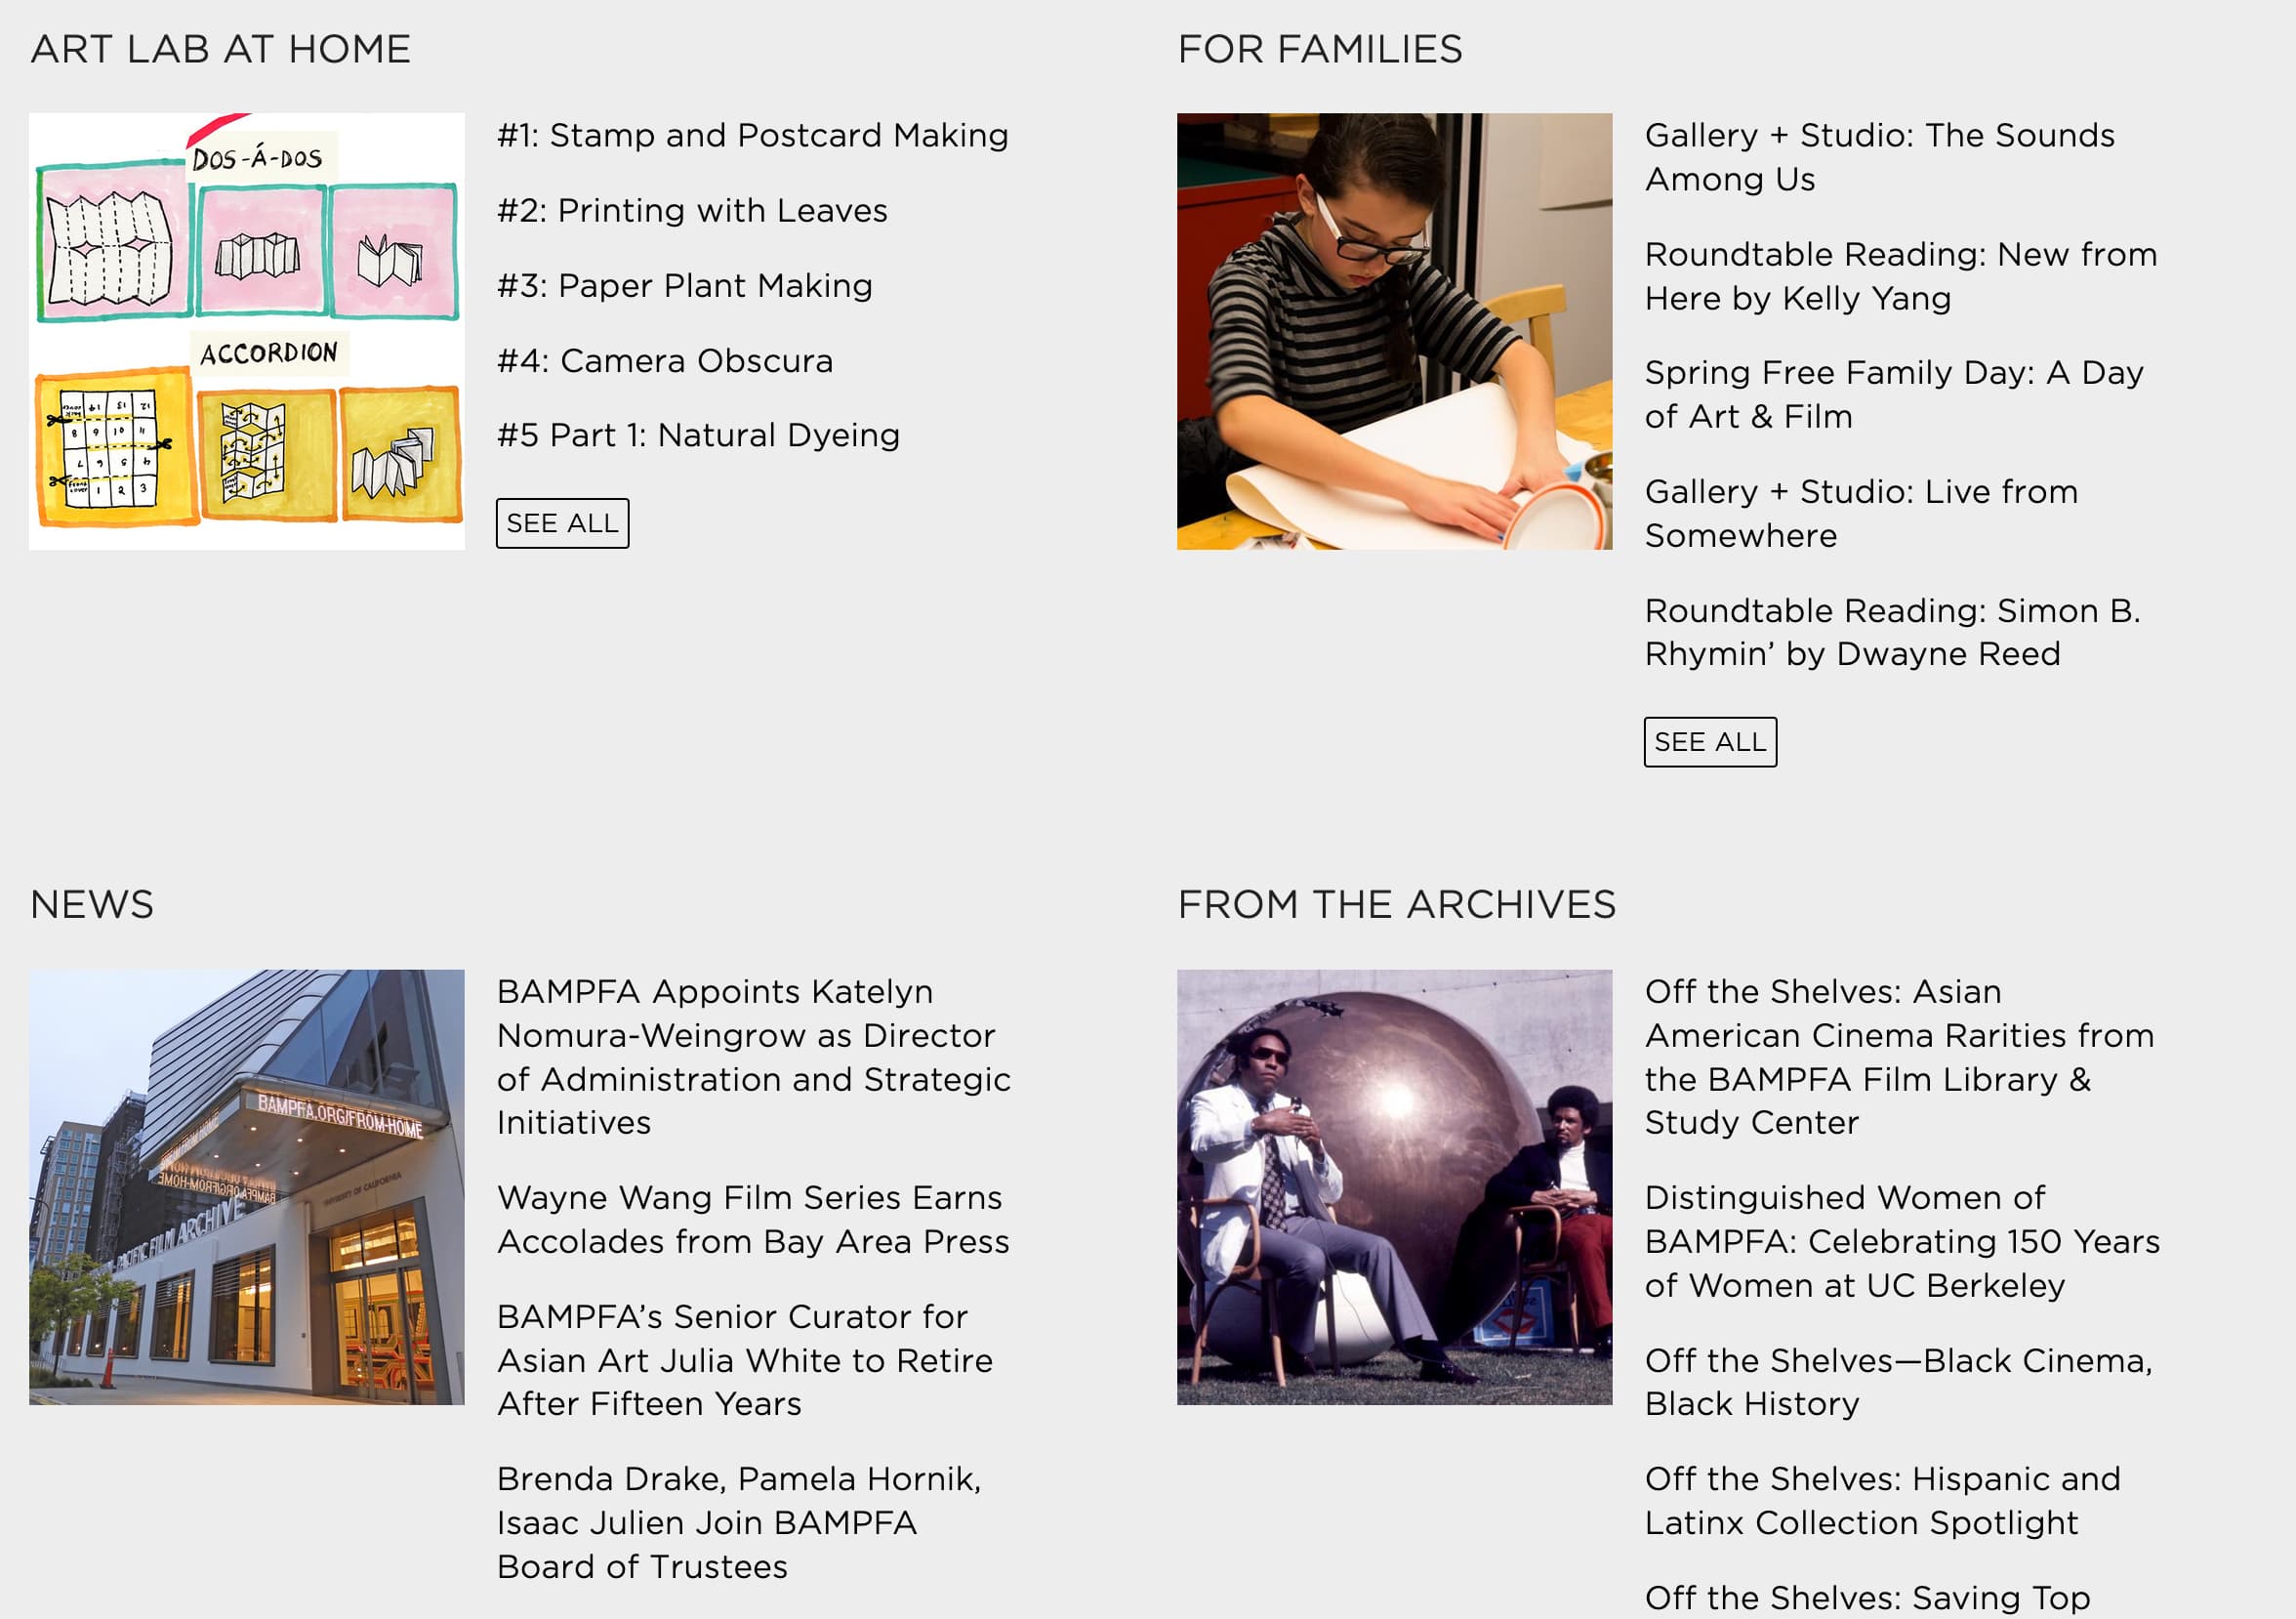 ART LAB AT HOME
DOS-Á-DOS
ACCORDION
#1: Stamp and Postcard Making
#2: Printing with Leaves
#3: Paper Plant Making
#4: Camera Obscura
#5 Part 1: Natural Dyeing
SEE ALL
FOR FAMILIES
Gallery + Studio: The Sounds
Among Us
Roundtable Reading: New from
Here by Kelly Yang
Spring Free Family Day: A Day
of Art & Film
Gallery + Studio: Live from
Somewhere
Roundtable Reading: Simon B.
Rhymin’ by Dwayne Reed
SEE ALL
NEWS
BAMPFA.ORG/FROM-HOME
UNIVERSITY OF CALIFORNIA
PACIFIC FILM ARCHIVE
BAMPFA Appoints Katelyn
Nomura-Weingrow as Director
of Administration and Strategic
Initiatives
Wayne Wang Film Series Earns
Accolades from Bay Area Press
BAMPFA’s Senior Curator for
Asian Art Julia White to Retire
After Fifteen Years
Brenda Drake, Pamela Hornik,
Isaac Julien Join BAMPFA
Board of Trustees
FROM THE ARCHIVES
Off the Shelves: Asian
American Cinema Rarities from
the BAMPFA Film Library &
Study Center
Distinguished Women of
BAMPFA: Celebrating 150 Years
of Women at UC Berkeley
Off the Shelves—Black Cinema,
Black History
Off the Shelves: Hispanic and
Latinx Collection Spotlight
Off the Shelves: Saving Top